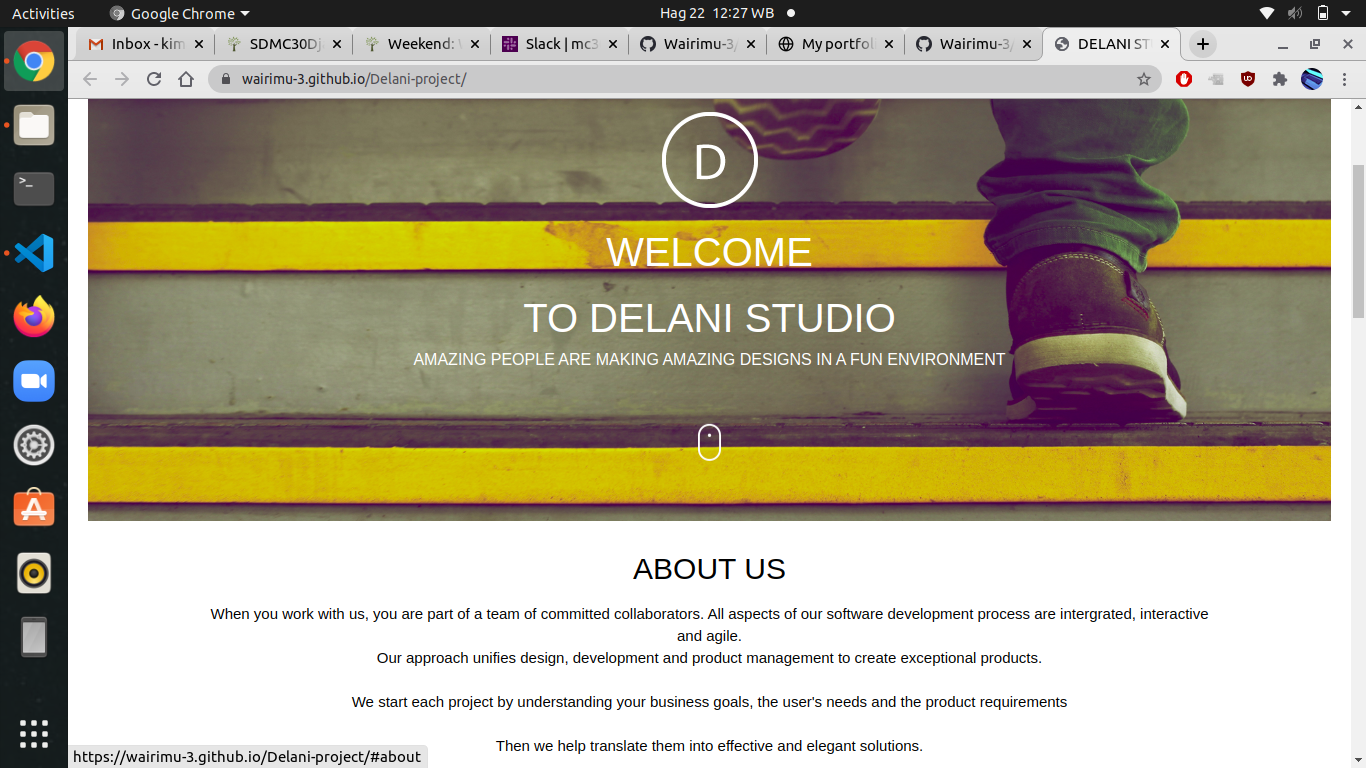 Activities
Google Chrome
Hag 22 12:27 WB
Inbox - kim
SDMC30Dj
Weekend: W
Slack | mc3
Wairimu-3/
My portfoli
Wairimu-3/
DELANI ST
wairimu-3.github.io/Delani-project/
D
WELCOME
TO DELANI STUDIO
AMAZING PEOPLE ARE MAKING AMAZING DESIGNS IN A FUN ENVIRONMENT
ABOUT US
When you work with us, you are part of a team of committed collaborators. All aspects of our software development process are intergrated, interactive
and agile.
Our approach unifies design, development and product management to create exceptional products.
We start each project by understanding your business goals, the user's needs and the product requirements
Then we help translate them into effective and elegant solutions.
https://wairimu-3.github.io/Delani-project/#about